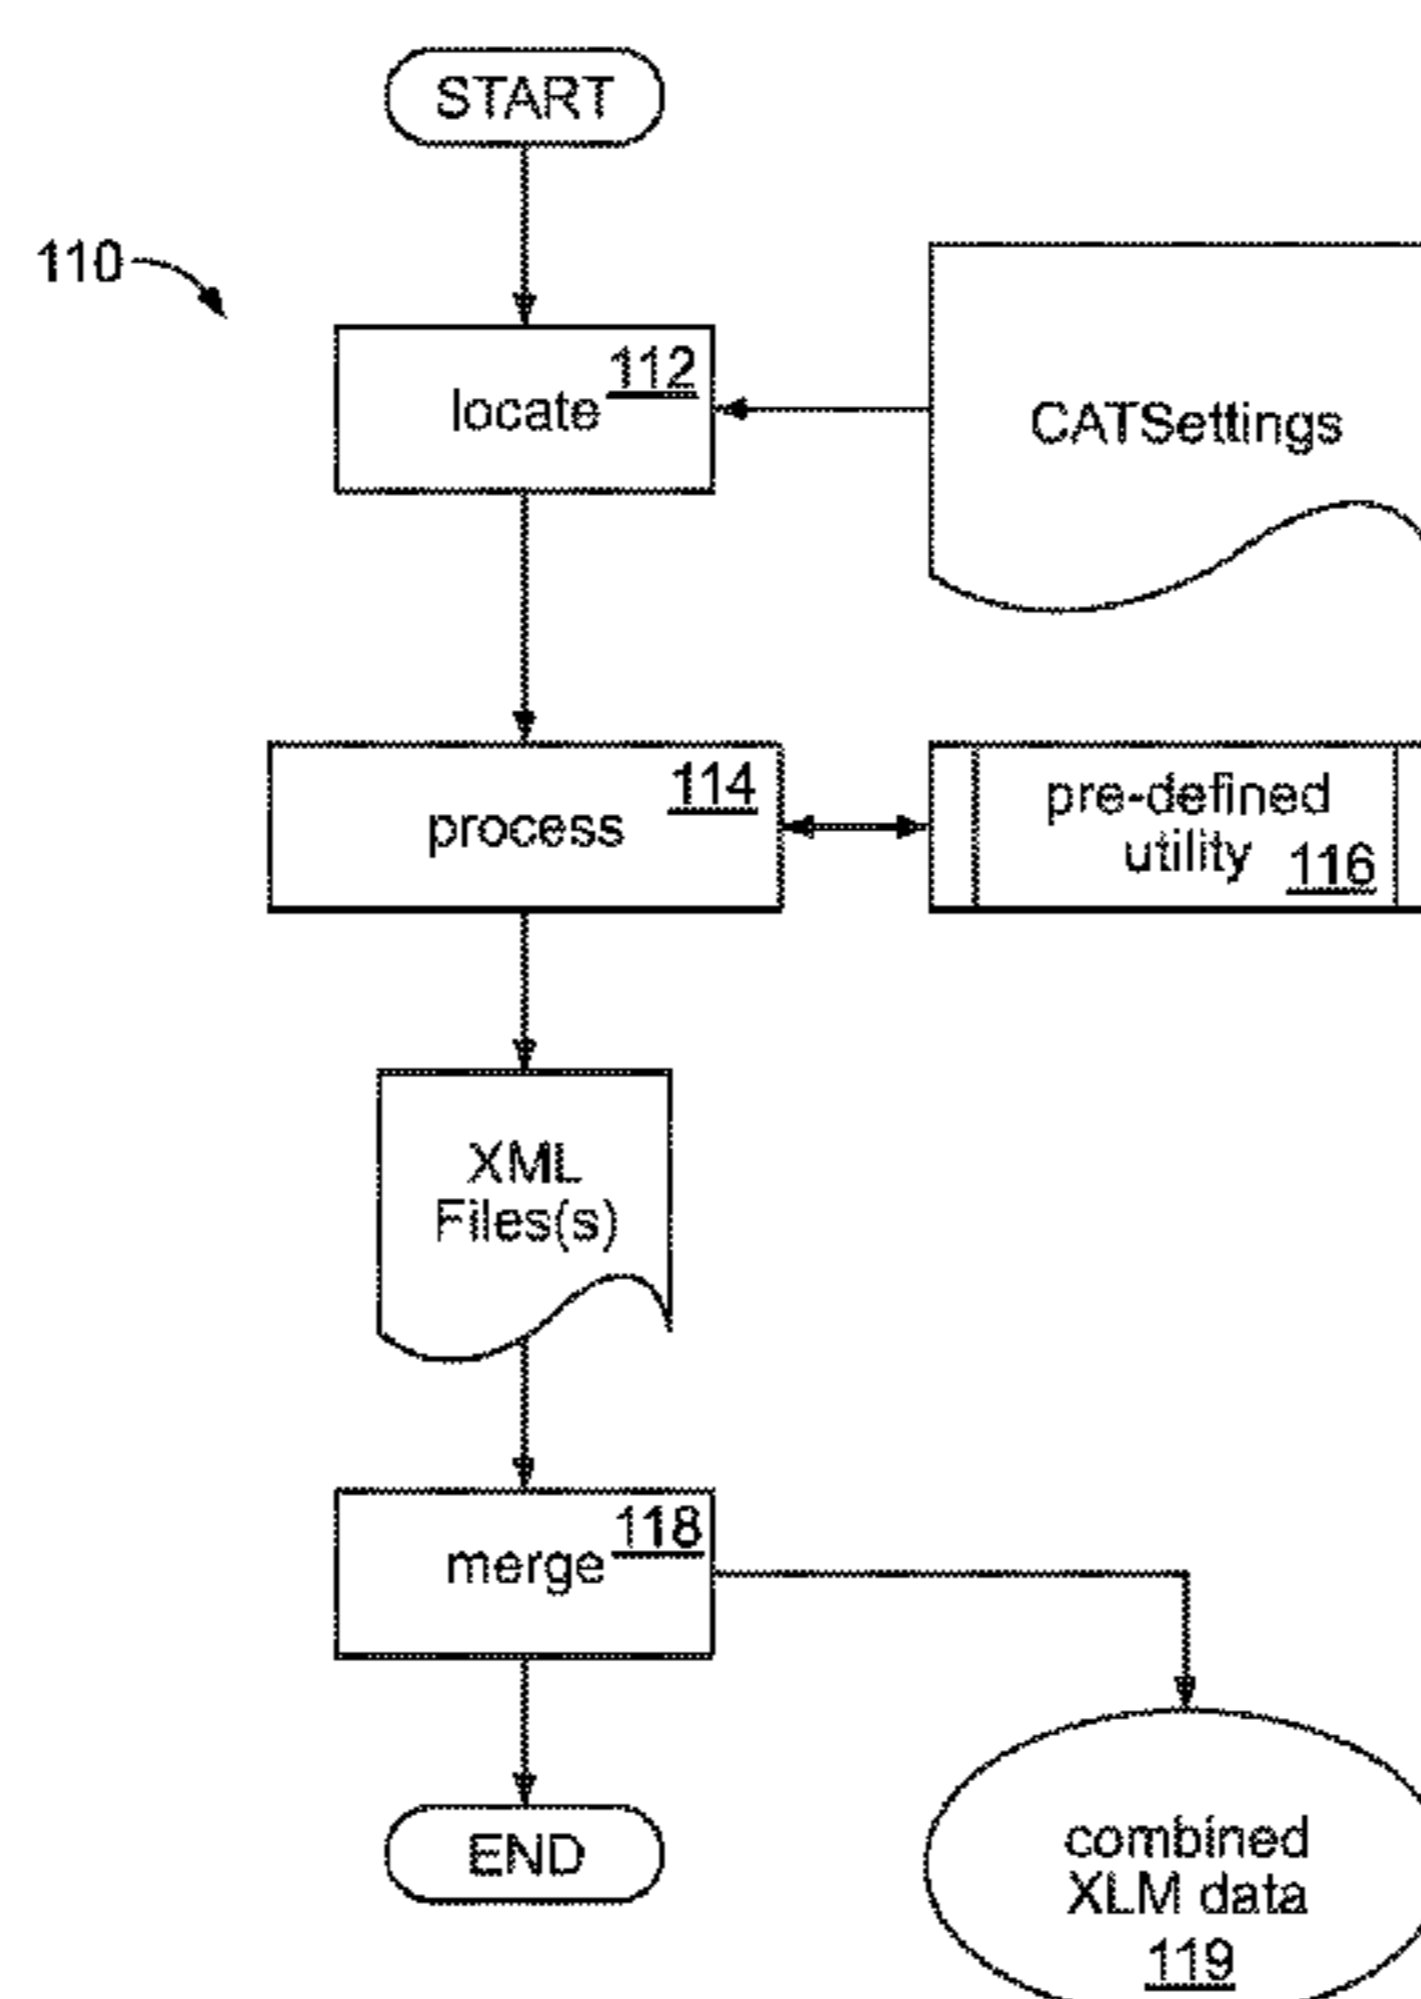 START
110
112
locate
CATSettings
114
process
pre-defined
utility
116
XML
Files(s)
118
merge
END
combined
XLM data
119